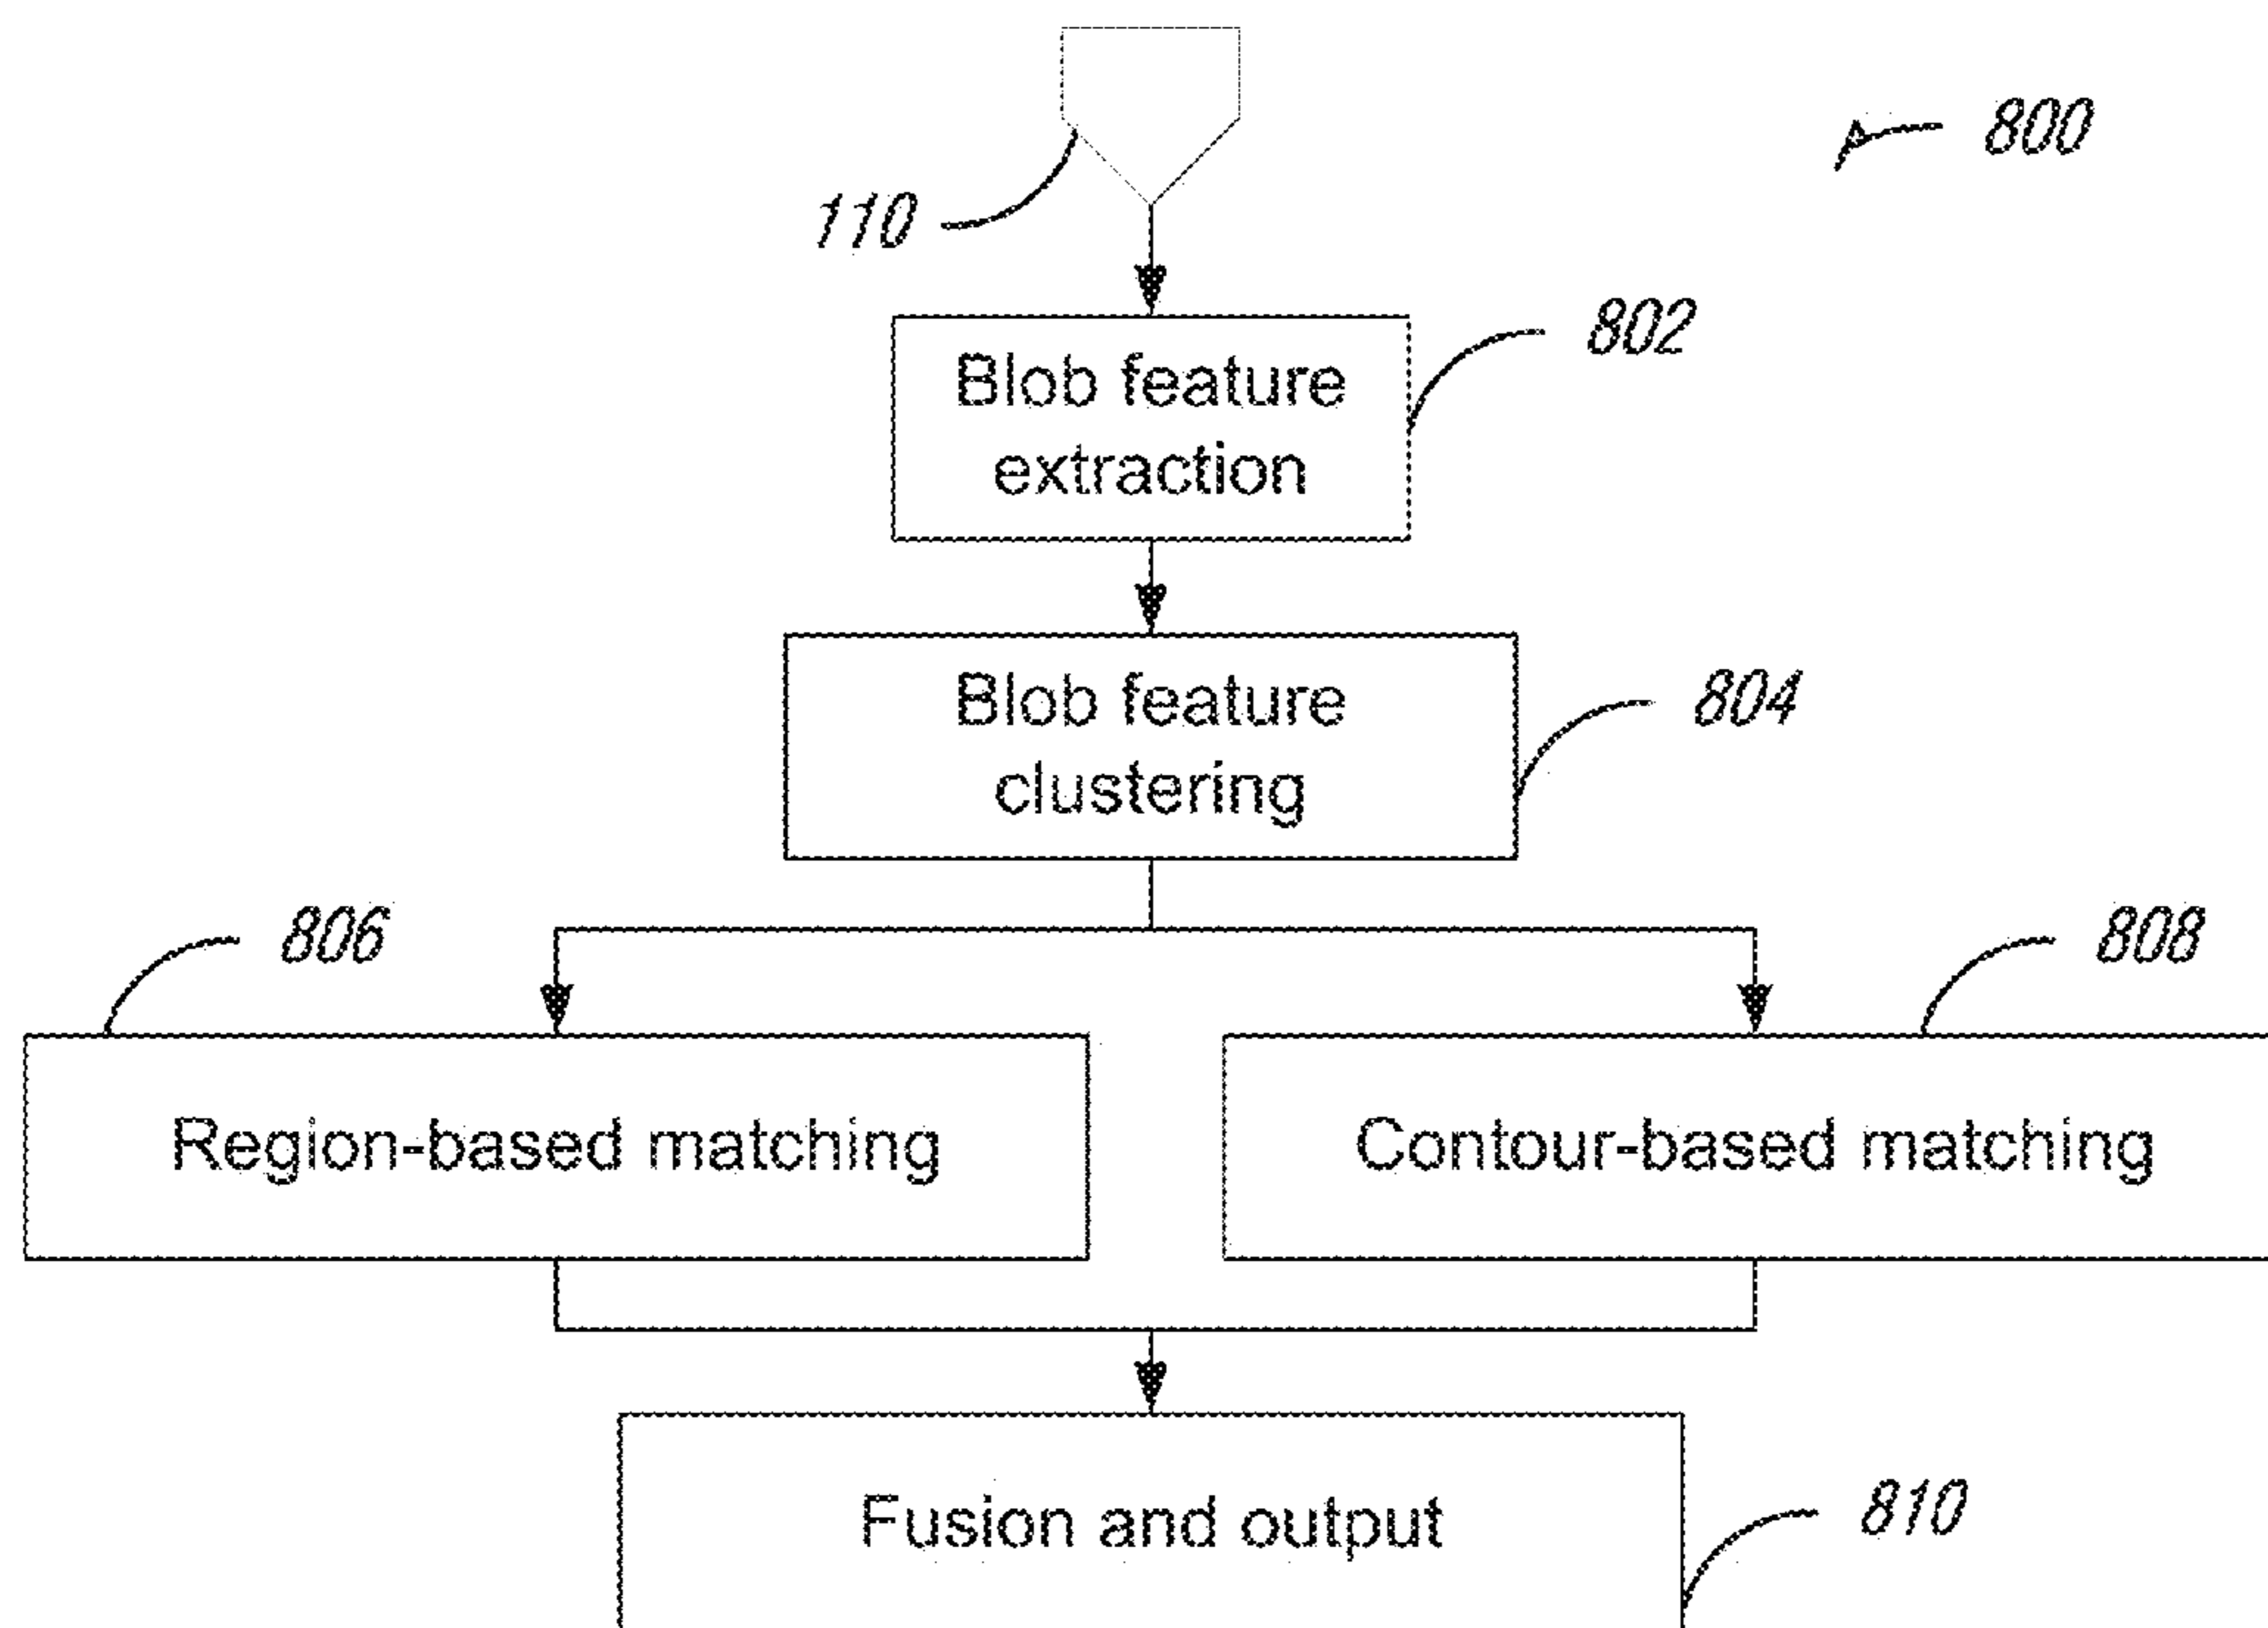 800
110
802
Blob feature
extraction
804
Blob feature
clustering
806
808
Region-based matching
Contour-based matching
Fusion and output
810